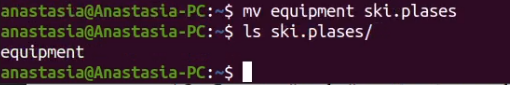 anastasia@Anastasia-PC:~$ mv equipment ski.plases
anastasia@Anastasia-PC:~$ ls ski.plases/
equipment
anastasia@Anastasia-PC:~$